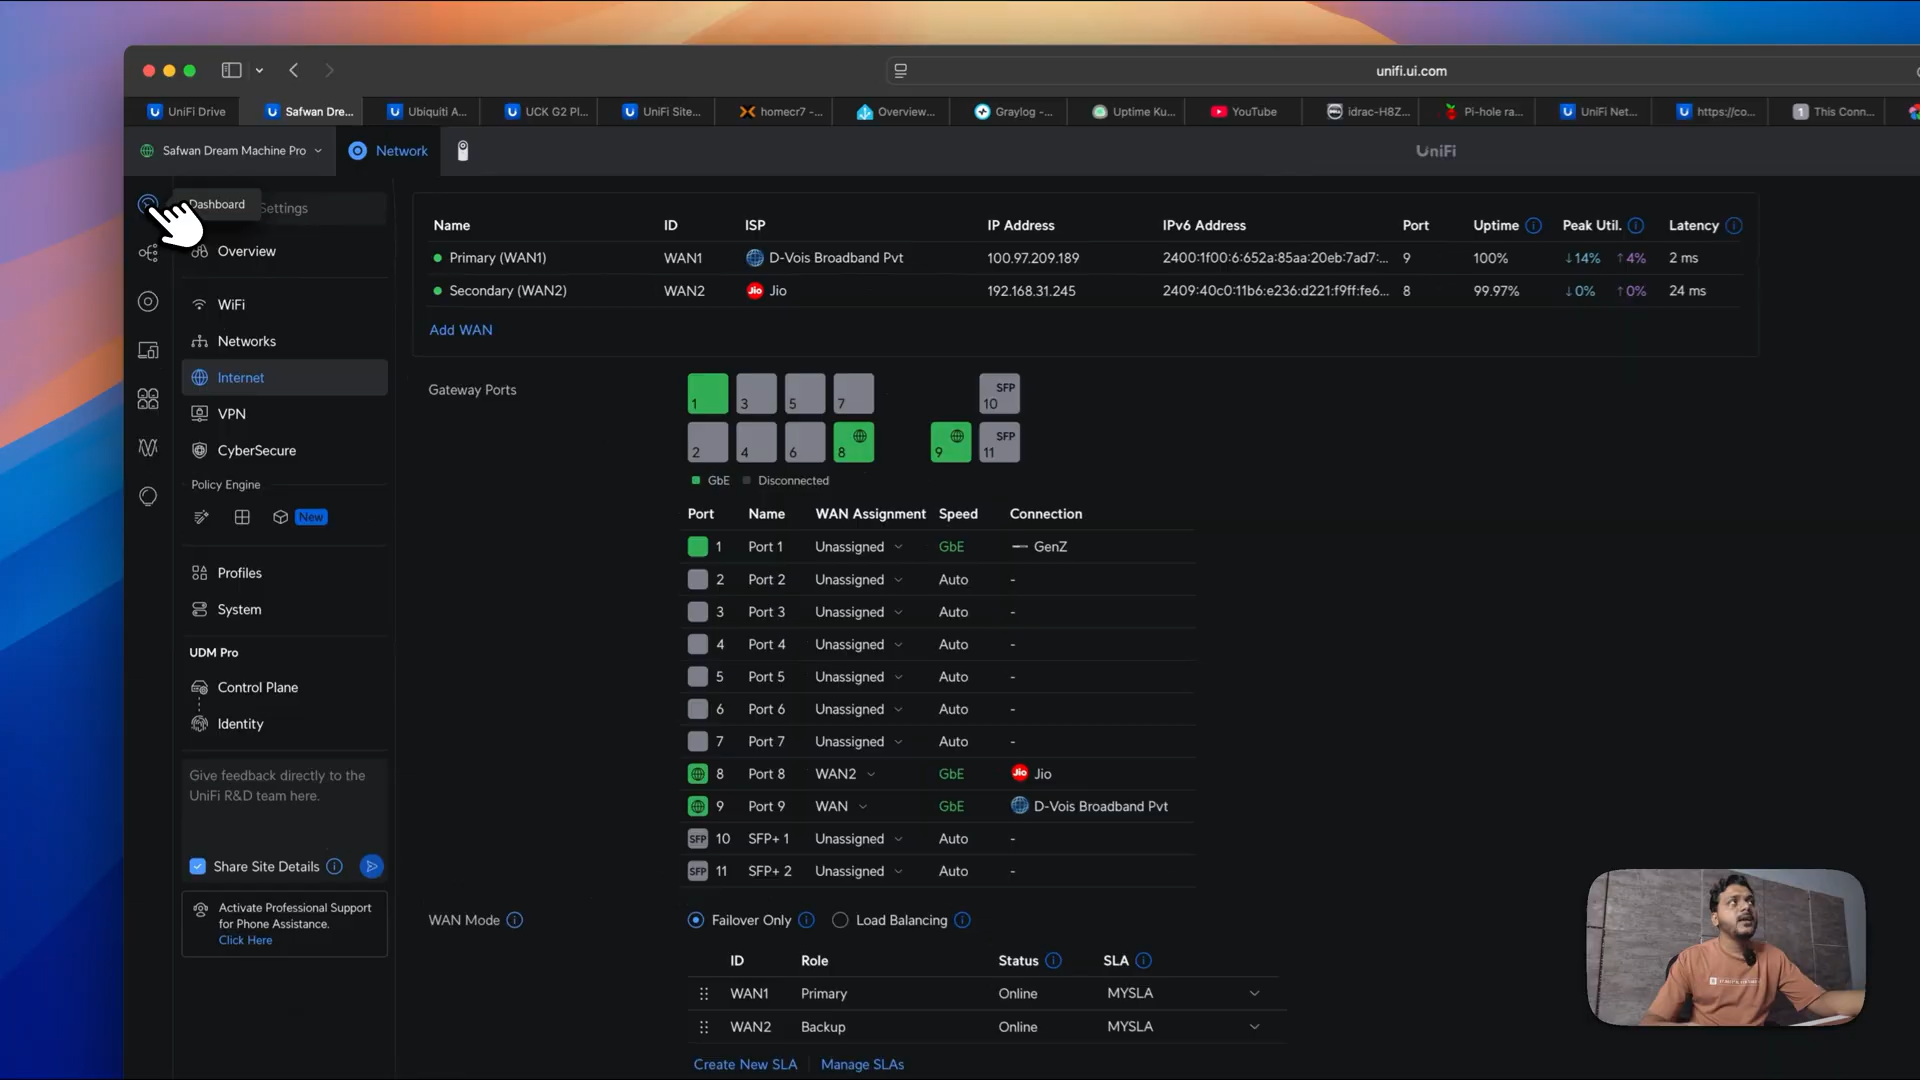 unifi.ui.com
UniFi Drive
Safwan Dre...
Ubiquiti A...
UCK G2 Pl...
UniFi Site...
homecr7 -...
Overview...
Graylog -...
Uptime Ku...
YouTube
idrac-H8Z...
Pi-hole ra...
UniFi Net...
https://co...
1 This Conn...
Safwan Dream Machine Pro
Network
UniFi
Dashboard
Settings
Overview
WiFi
Networks
Internet
VPN
CyberSecure
Policy Engine
New
Profiles
System
UDM Pro
Control Plane
Identity
Give feedback directly to the
UniFi R&D team here.
Share Site Details
Activate Professional Support
for Phone Assistance.
Click Here
Name ID ISP IP Address IPv6 Address Port Uptime Peak Util. Latency
Primary (WAN1) WAN1 D-Vois Broadband Pvt 100.97.209.189 2400:1f00:6:652a:85aa:20eb:7ad7:... 9 100% ↓14% ↑4% 2 ms
Secondary (WAN2) WAN2 Jio Jio 192.168.31.245 2409:40c0:11b6:e236:d221:f9ff:fe6... 8 99.97% ↓0% ↑0% 24 ms
Add WAN
Gateway Ports
1 3 5 7 SFP 10
2 4 6 8 9 SFP 11
GbE Disconnected
Port Name WAN Assignment Speed Connection
1 Port 1 Unassigned GbE GenZ
2 Port 2 Unassigned Auto -
3 Port 3 Unassigned Auto -
4 Port 4 Unassigned Auto -
5 Port 5 Unassigned Auto -
6 Port 6 Unassigned Auto -
7 Port 7 Unassigned Auto -
8 Port 8 WAN2 GbE Jio Jio
9 Port 9 WAN GbE D-Vois Broadband Pvt
SFP 10 SFP+ 1 Unassigned Auto -
SFP 11 SFP+ 2 Unassigned Auto -
WAN Mode Failover Only Load Balancing
ID Role Status SLA
WAN1 Primary Online MYSLA
WAN2 Backup Online MYSLA
Create New SLA Manage SLAs